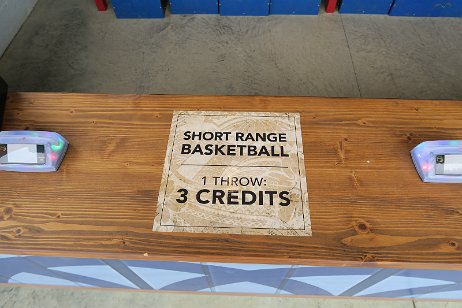 SHORT RANGE
BASKETBALL
1 THROW:
3 CREDITS